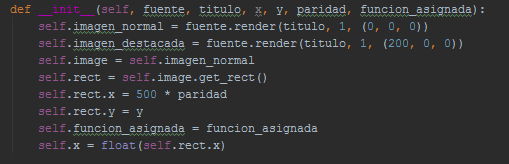 def __init__(self, fuente, titulo, x, y, paridad, funcion_asignada):
    self.imagen_normal = fuente.render(titulo, 1, (0, 0, 0))
    self.imagen_destacada = fuente.render(titulo, 1, (200, 0, 0))
    self.image = self.imagen_normal
    self.rect = self.image.get_rect()
    self.rect.x = 500 * paridad
    self.rect.y = y
    self.funcion_asignada = funcion_asignada
    self.x = float(self.rect.x)